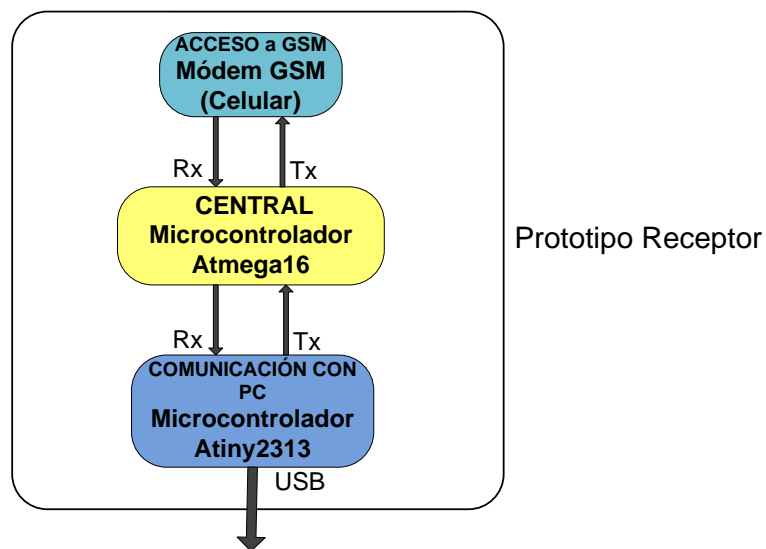 ACCESO a GSM
Módem GSM
(Celular)
Rx
Tx
CENTRAL
Microcontrolador
Atmega16
Prototipo Receptor
Rx
Tx
COMUNICACIÓN CON
PC
Microcontrolador
Atiny2313
USB